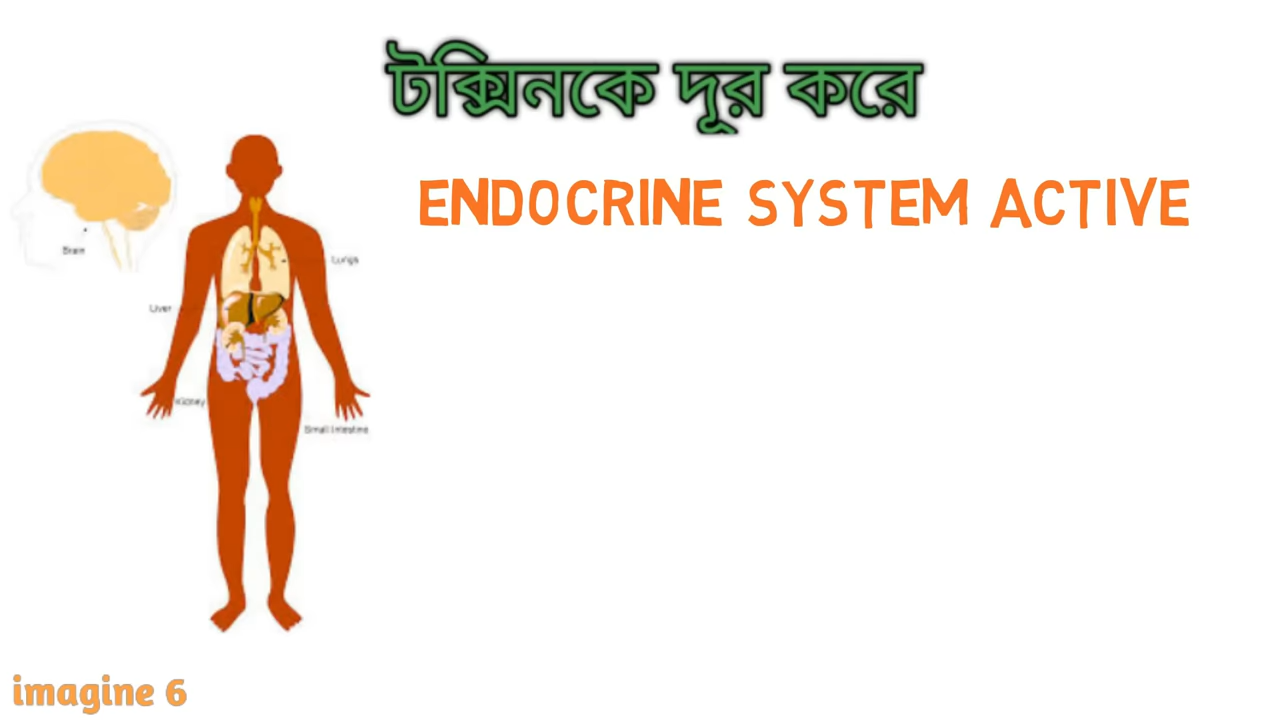 টক্সিনকে দূর করে
ENDOCRINE SYSTEM ACTIVE
Brain
Lungs
Liver
Kidney
Small Intestine
imagine 6